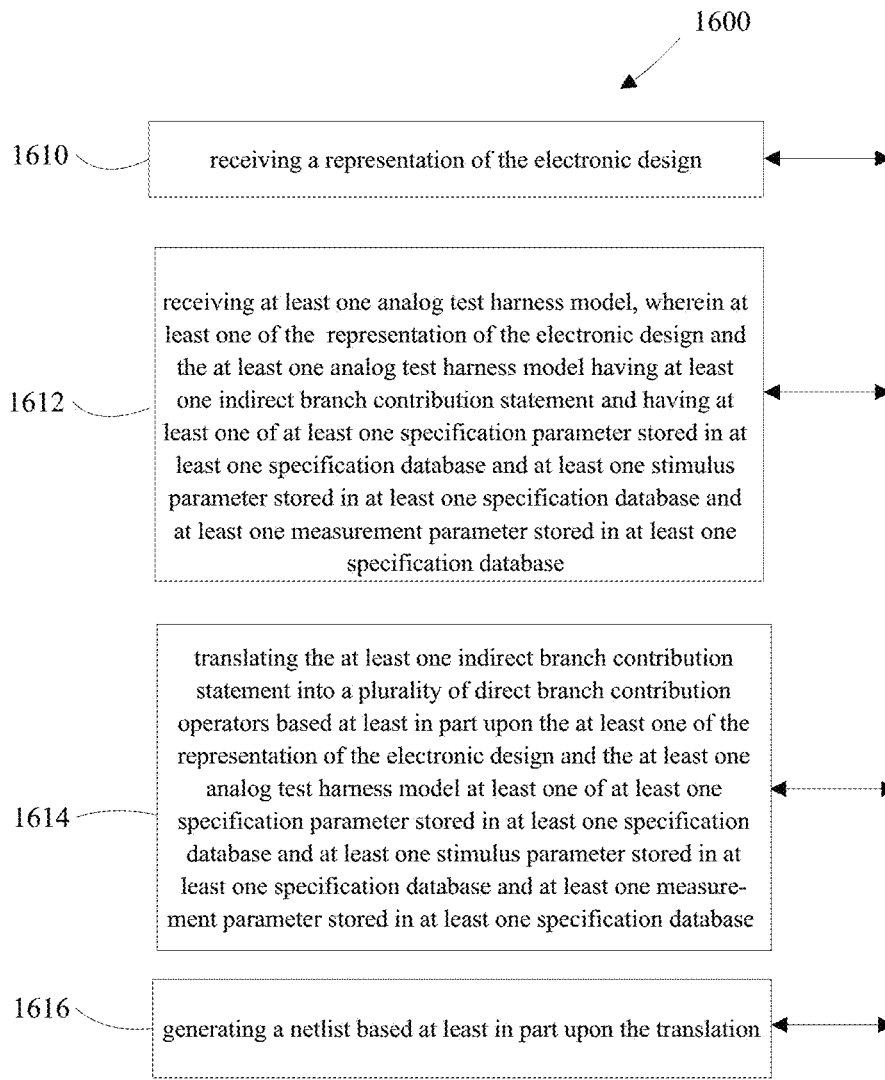 1600
1610
receiving a representation of the electronic design
1612
receiving at least one analog test harness model, wherein at
least one of the representation of the electronic design and
the at least one analog test harness model having at least
one indirect branch contribution statement and having at
least one of at least one specification parameter stored in at
least one specification database and at least one stimulus
parameter stored in at least one specification database and
at least one measurement parameter stored in at least one
specification database
1614
translating the at least one indirect branch contribution
statement into a plurality of direct branch contribution
operators based at least in part upon the at least one of the
representation of the electronic design and the at least one
analog test harness model at least one of at least one
specification parameter stored in at least one specification
database and at least one stimulus parameter stored in at
least one specification database and at least one measure-
ment parameter stored in at least one specification database
1616
generating a netlist based at least in part upon the translation